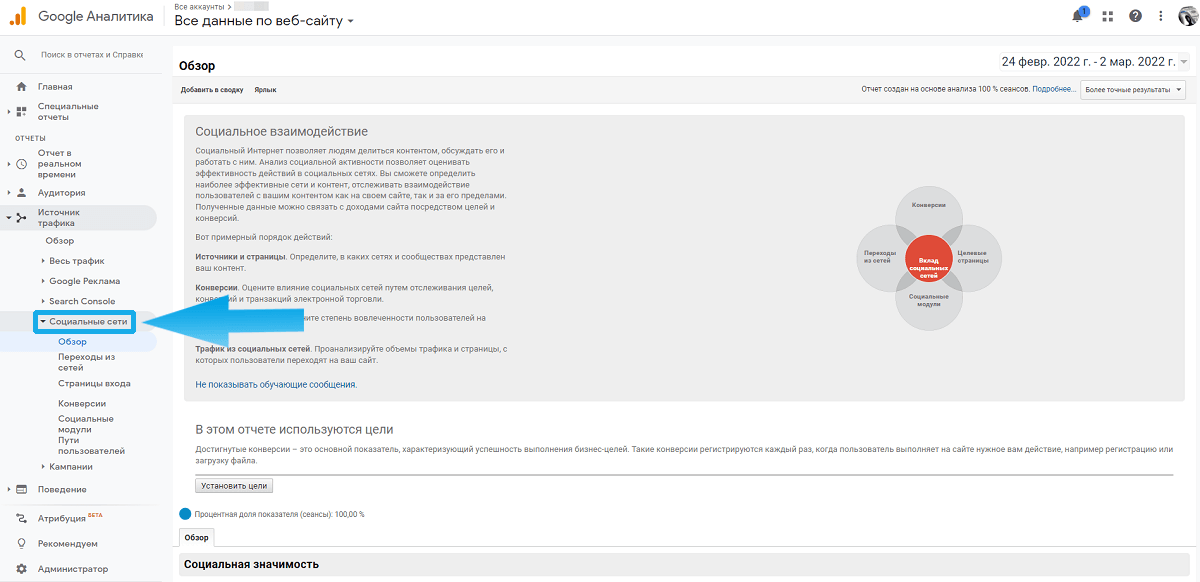 Google Аналитика
Все аккаунты >
Все данные по веб-сайту
1
Поиск в отчетах и Справке
Главная
Специальные
отчеты
ОТЧЕТЫ
Отчет в
реальном
времени
Аудитория
Источник
трафика
Обзор
Весь трафик
Google Реклама
Search Console
Социальные сети
Обзор
Переходы из
сетей
Страницы входа
Конверсии
Социальные
модули
Пути
пользователей
Кампании
Поведение
Атрибуция БЕТА
Рекомендуем
Администратор
Обзор
24 февр. 2022 г. - 2 мар. 2022 г.
Добавить в сводку Ярлык
Отчет создан на основе анализа 100 % сеансов. Подробнее...
Более точные результаты
Социальное взаимодействие
Социальный Интернет позволяет людям делиться контентом, обсуждать его и
работать с ним. Анализ социальной активности позволяет оценивать
эффективность действий в социальных сетях. Вы сможете определить
наиболее эффективные сети и контент, отслеживать взаимодействие
пользователей с вашим контентом как на своем сайте, так и за его пределами.
Полученные данные можно связать с доходами сайта посредством целей и
конверсий.
Вот примерный порядок действий:
Источники и страницы. Определите, в каких сетях и сообществах представлен
ваш контент.
Конверсии. Оцените влияние социальных сетей путем отслеживания целей,
конверсий и транзакций электронной торговли.
степень вовлеченности пользователей на
Трафик из социальных сетей. Проанализируйте объемы трафика и страницы, с
которых пользователи переходят на ваш сайт.
Не показывать обучающие сообщения.
Конверсии
Переходы
из сетей
Вклад
социальных
сетей
Целевые
страницы
Социальные
модули
В этом отчете используются цели
Достигнутые конверсии – это основной показатель, характеризующий успешность выполнения бизнес-целей. Такие конверсии регистрируются каждый раз, когда пользователь выполняет на сайте нужное вам действие, например регистрацию или
загрузку файла.
Установить цели
Процентная доля показателя (сеансы): 100,00 %
Обзор
Социальная значимость